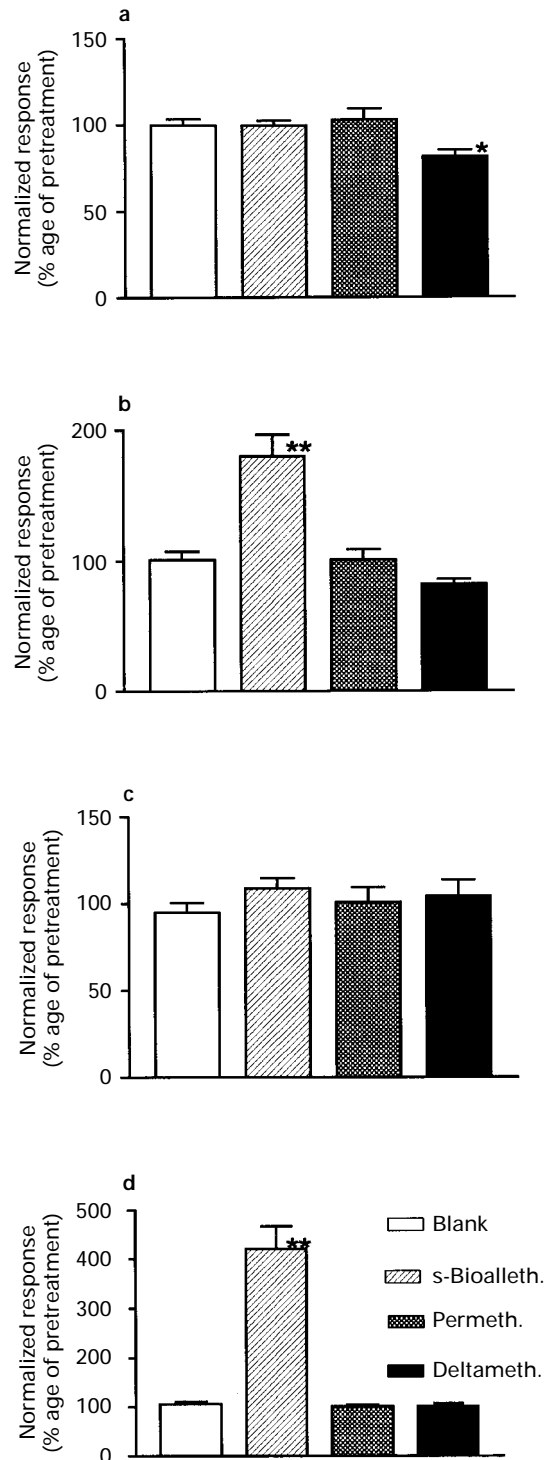 a
Normalized response
(% age of pretreatment)
150
100
50
0
*
b
Normalized response
(% age of pretreatment)
200
100
0
**
c
Normalized response
(% age of pretreatment)
150
100
50
0
d
Normalized response
(% age of pretreatment)
500
400
300
200
100
0
**
Blank
s-Bioalleth.
Permeth.
Deltameth.